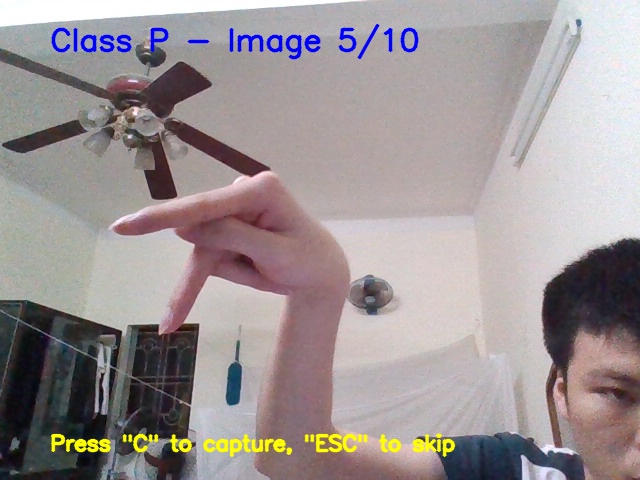 Class P - Image 5/10
Press "C" to capture, "ESC" to skip